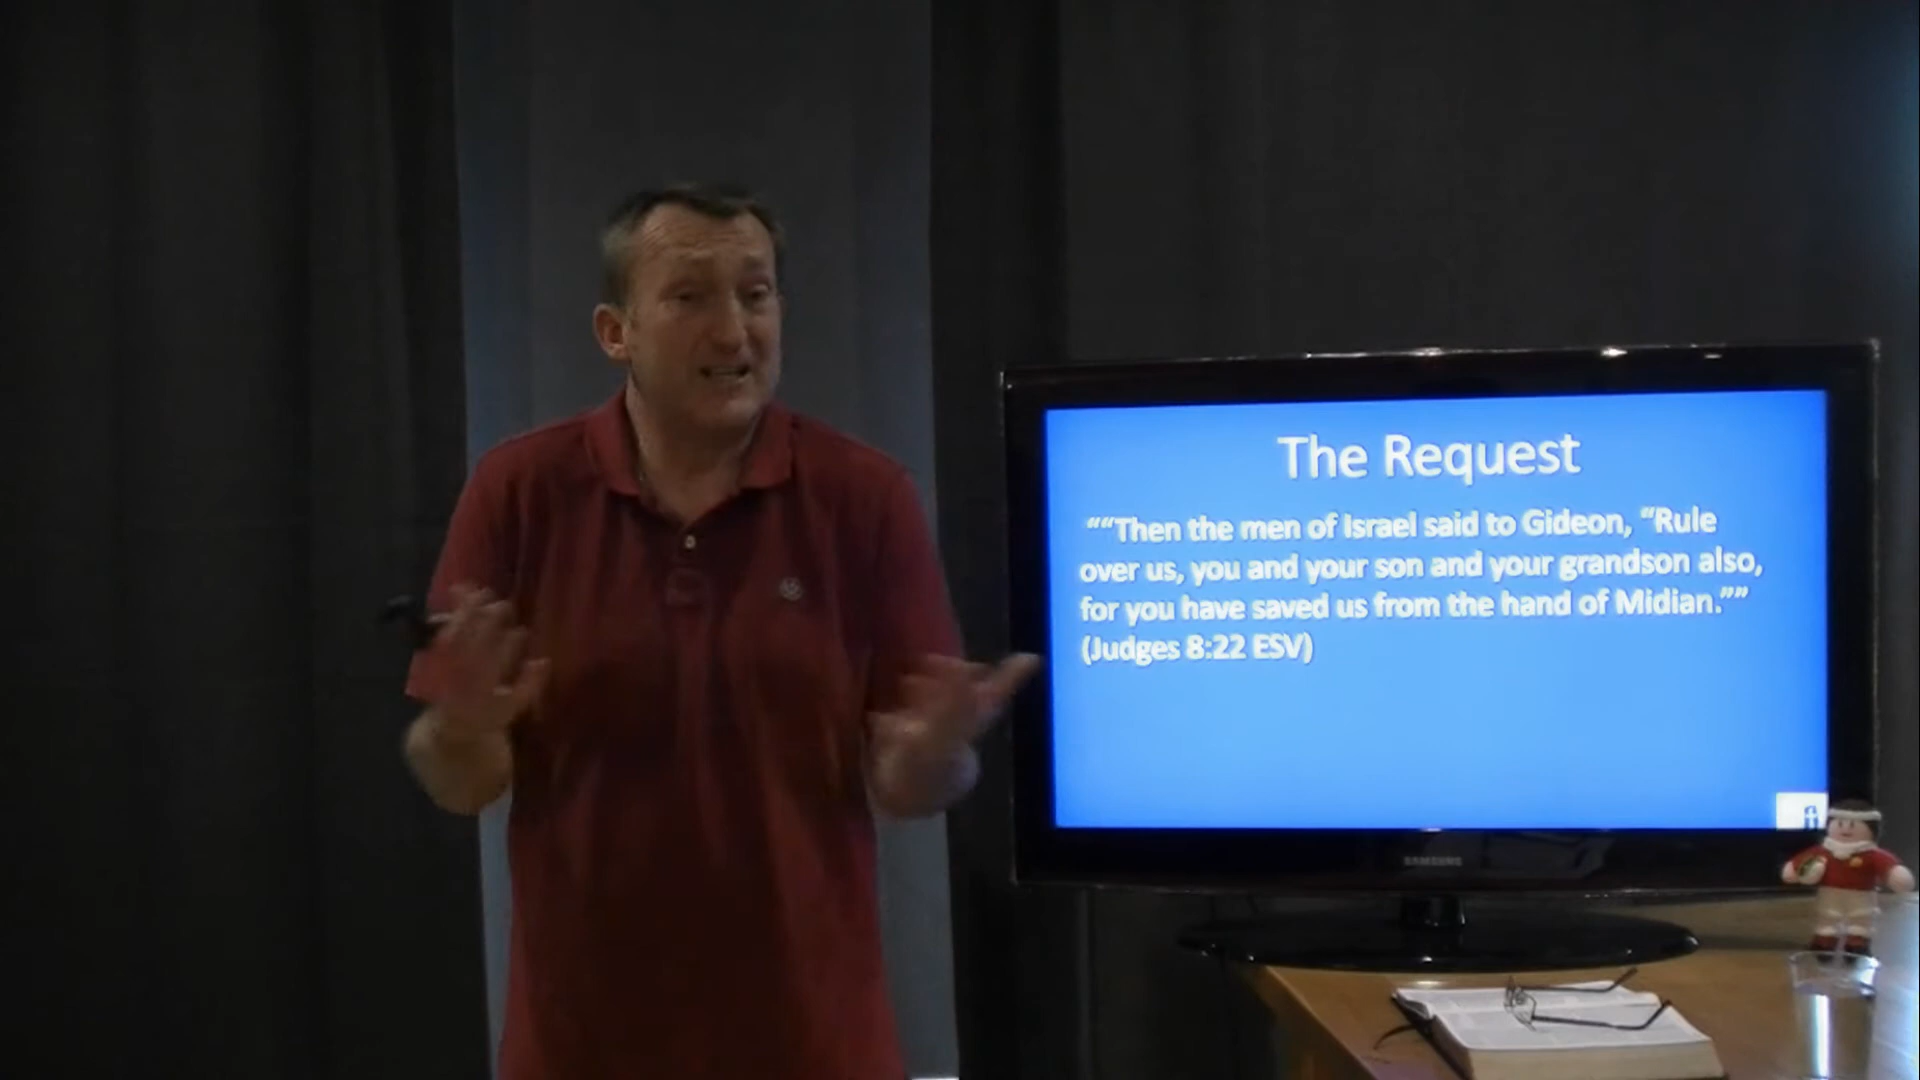 The Request
““Then the men of Israel said to Gideon, “Rule
over us, you and your son and your grandson also,
for you have saved us from the hand of Midian.””
(Judges 8:22 ESV)
SAMSUNG